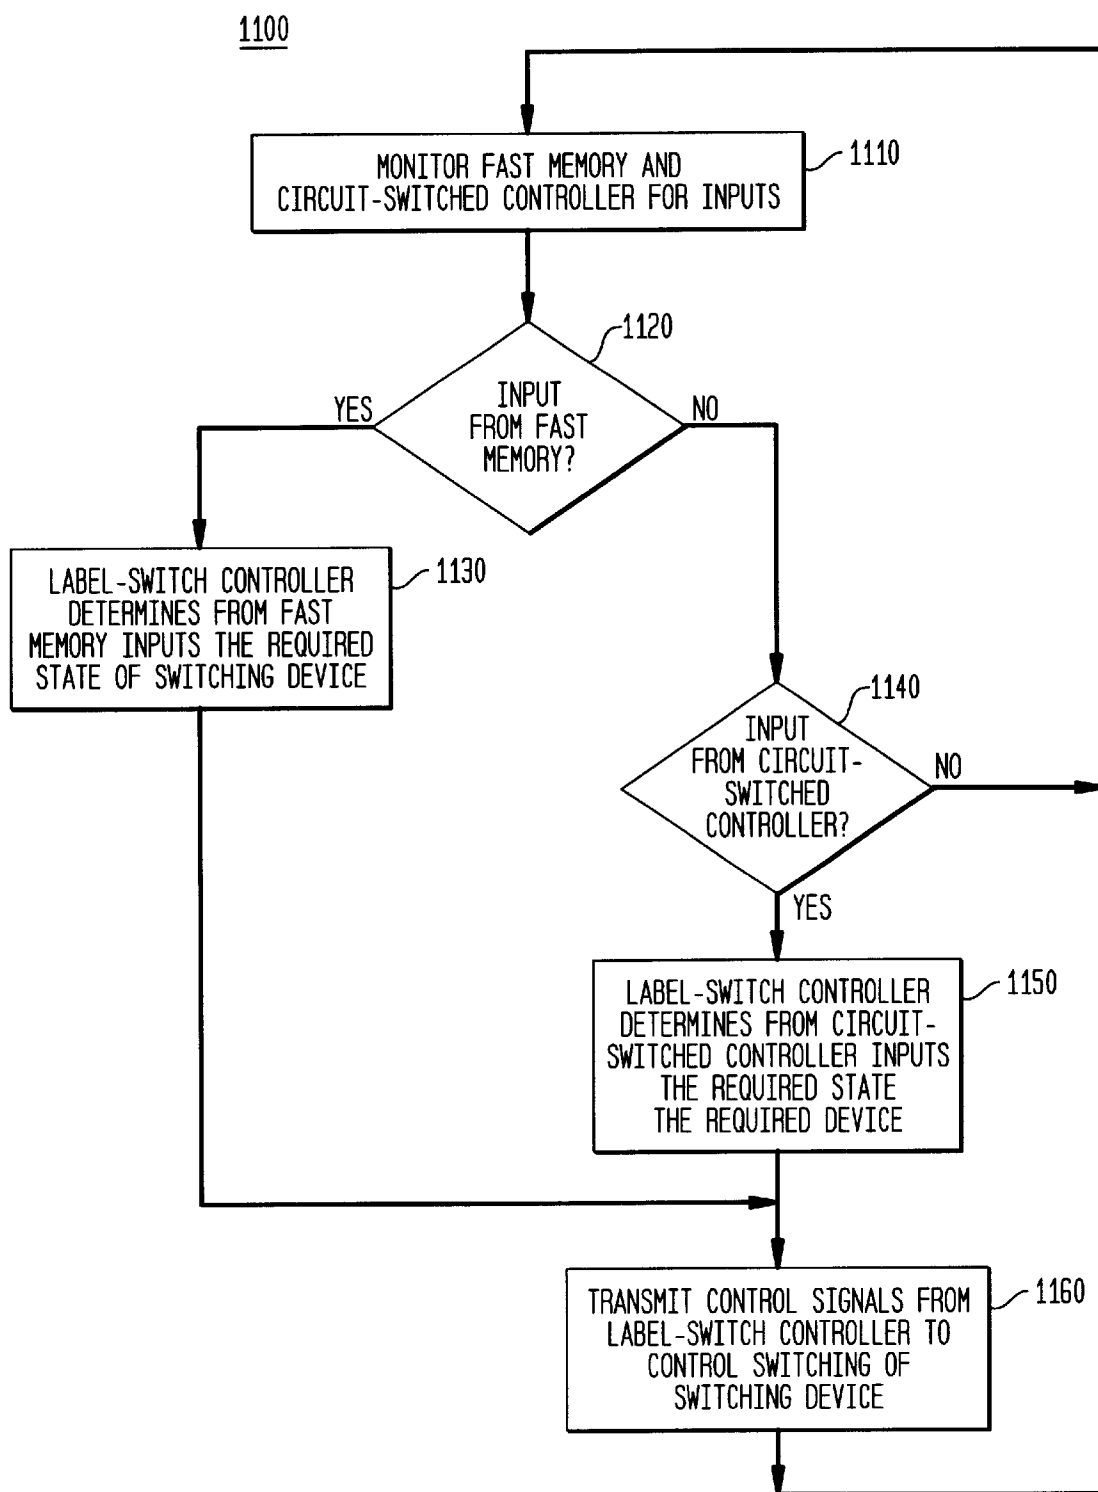 1100
MONITOR FAST MEMORY AND
CIRCUIT-SWITCHED CONTROLLER FOR INPUTS
1110
1120
INPUT
FROM FAST
MEMORY?
YES
NO
LABEL-SWITCH CONTROLLER
DETERMINES FROM FAST
MEMORY INPUTS THE REQUIRED
STATE OF SWITCHING DEVICE
1130
1140
INPUT
FROM CIRCUIT-
SWITCHED
CONTROLLER?
NO
YES
LABEL-SWITCH CONTROLLER
DETERMINES FROM CIRCUIT-
SWITCHED CONTROLLER INPUTS
THE REQUIRED STATE
THE REQUIRED DEVICE
1150
TRANSMIT CONTROL SIGNALS FROM
LABEL-SWITCH CONTROLLER TO
CONTROL SWITCHING OF
SWITCHING DEVICE
1160